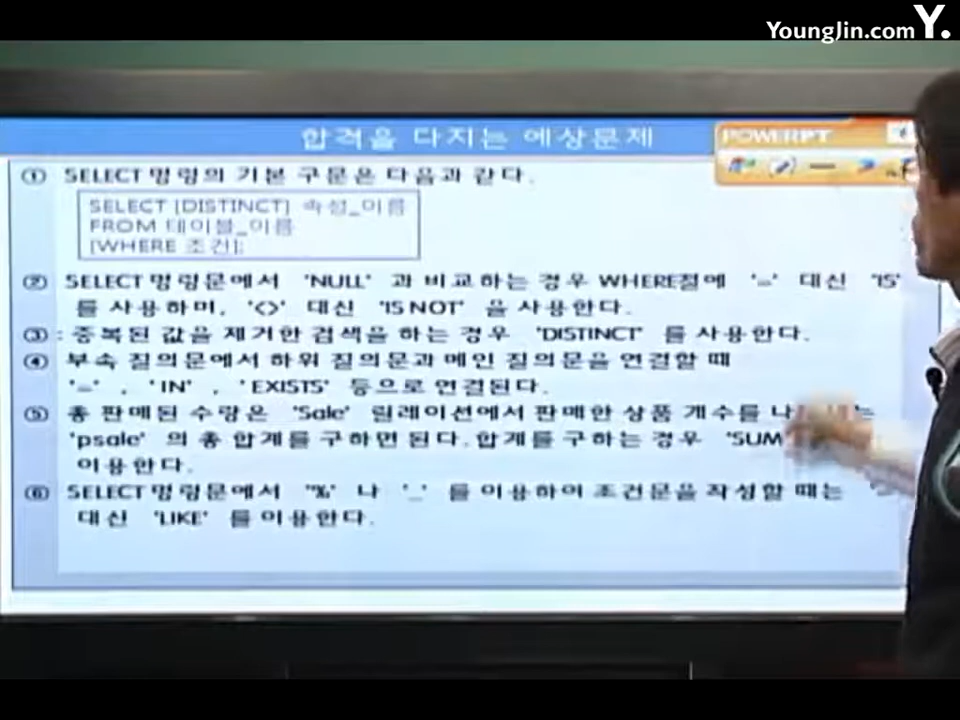 YoungJin.com Y.
합격을 다지는 예상문제
POWERPT
① SELECT 명령의 기본 구문은 다음과 같다.
SELECT [DISTINCT] 속성_이름
FROM 테이블_이름
[WHERE 조건];
② SELECT 명령문에서 'NULL' 과 비교하는 경우 WHERE절에 '=' 대신 'IS'
를 사용하며, '<>' 대신 'IS NOT' 을 사용한다.
③ : 중복된 값을 제거한 검색을 하는 경우 'DISTINCT' 를 사용한다.
④ 부속 질의문에서 하위 질의문과 메인 질의문을 연결할 때
'=' , 'IN' , 'EXISTS' 등으로 연결된다.
⑤ 총 판매된 수량은 'Sale' 릴레이션에서 판매한 상품 개수를 나
'psale' 의 총 합계를 구하면 된다. 합계를 구하는 경우 'SUM
이용한다.
⑥ SELECT 명령문에서 '%' 나 '_' 를 이용하여 조건문을 작성할 때는
대신 'LIKE' 를 이용한다.